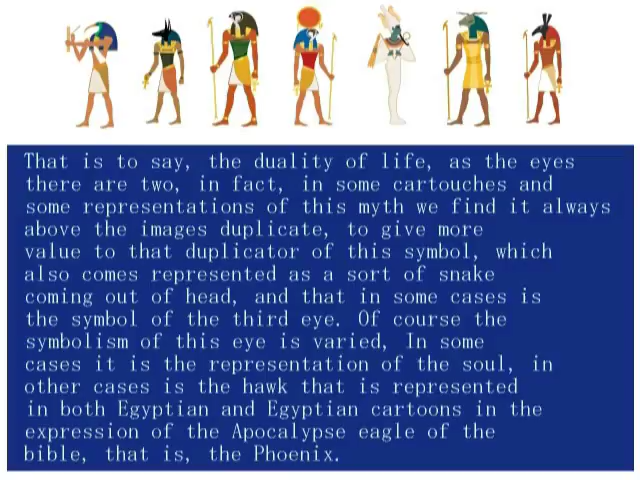 That is to say, the duality of life, as the eyes
there are two, in fact, in some cartouches and
some representations of this myth we find it always
above the images duplicate, to give more
value to that duplicator of this symbol, which
also comes represented as a sort of snake
coming out of head, and that in some cases is
the symbol of the third eye. Of course the
symbolism of this eye is varied, In some
cases it is the representation of the soul, in
other cases is the hawk that is represented
in both Egyptian and Egyptian cartoons in the
expression of the Apocalypse eagle of the
bible, that is, the Phoenix.